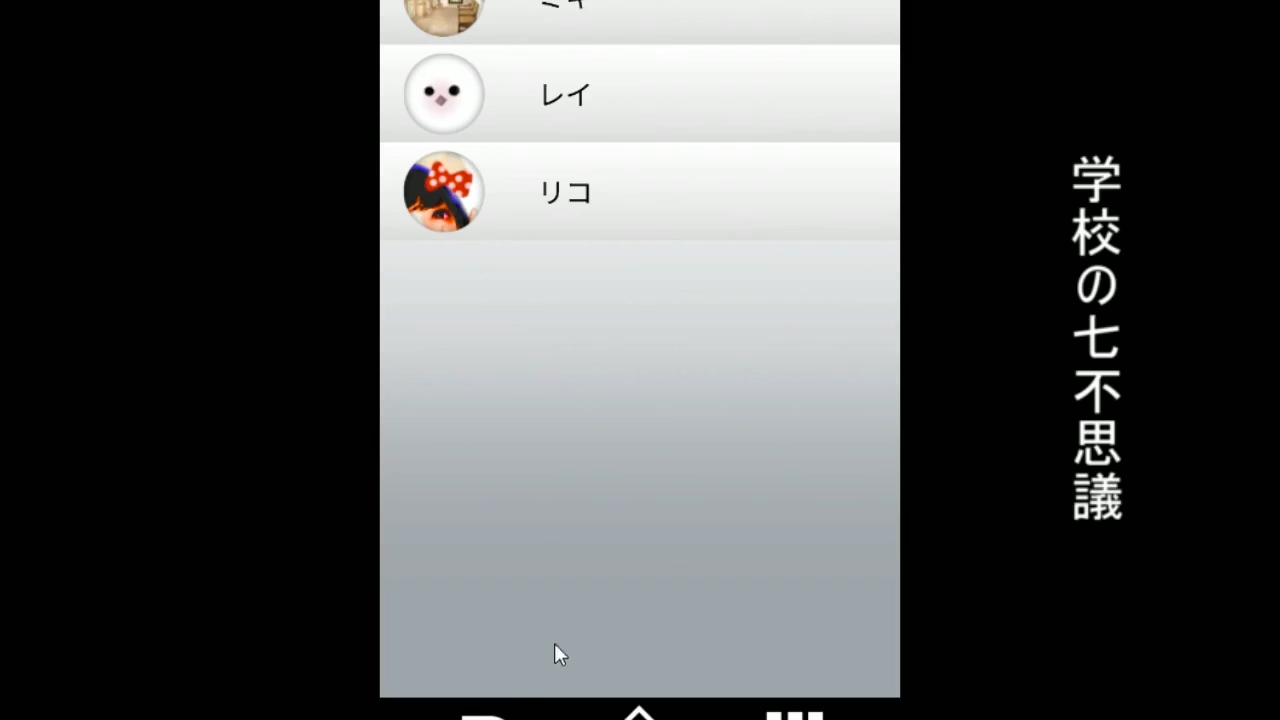 レイ
リコ
学校の七不思議